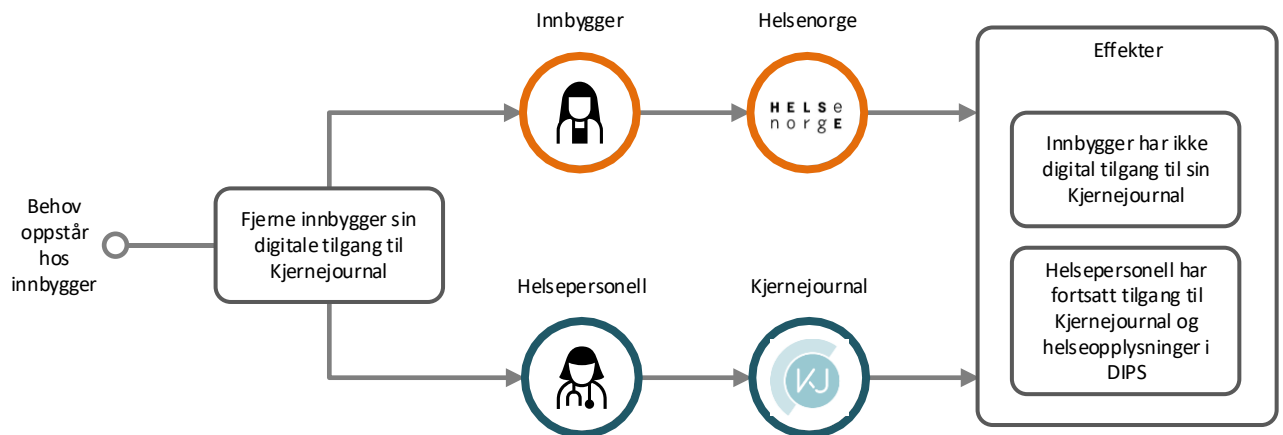 Innbygger
Helsenorge
Effekter
HELSe
norgE
Innbygger har ikke
digital tilgang til sin
Kjernejournal
Behov
oppstår
hos
innbygger
Fjerne innbygger sin
digitale tilgang til
Kjernejournal
Helsepersonell
Kjernejournal
Helsepersonell har
fortsatt tilgang til
Kjernejournal og
helseopplysninger i
DIPS
KJ